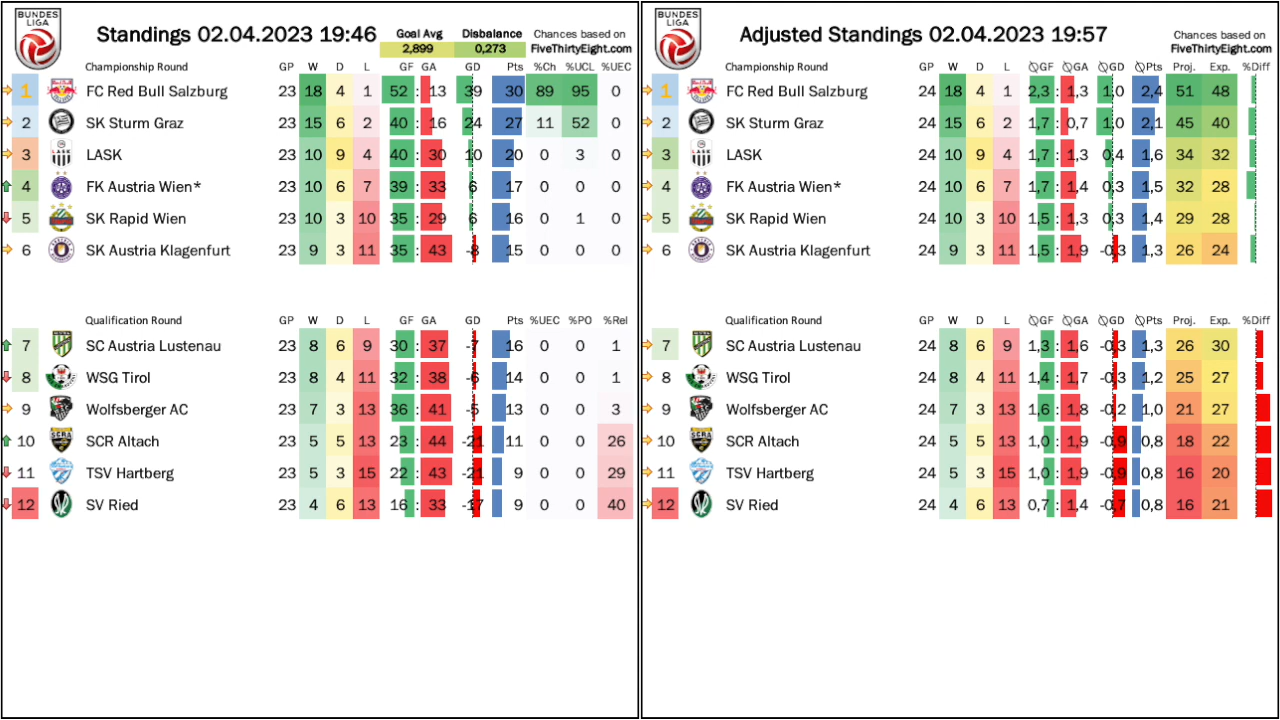 BUNDES
LIGA
Standings 02.04.2023 19:46
Goal Avg Disbalance
2,899 0,273
Chances based on
FiveThirtyEight.com
Championship Round GP W D L GF GA GD Pts %Ch %UCL %UEC
1 FC Red Bull Salzburg 23 18 4 1 52 : 13 39 30 89 95 0
2 SK Sturm Graz 23 15 6 2 40 : 16 24 27 11 52 0
3 LASK 23 10 9 4 40 : 30 10 20 0 3 0
4 FK Austria Wien* 23 10 6 7 39 : 33 6 17 0 0 0
5 SK Rapid Wien 23 10 3 10 35 : 29 6 16 0 1 0
6 SK Austria Klagenfurt 23 9 3 11 35 : 43 -8 15 0 0 0
Qualification Round GP W D L GF GA GD Pts %UEC %PO %Rel
7 SC Austria Lustenau 23 8 6 9 30 : 37 -7 16 0 0 1
8 WSG Tirol 23 8 4 11 32 : 38 -6 14 0 0 1
9 Wolfsberger AC 23 7 3 13 36 : 41 -5 13 0 0 3
10 SCR Altach 23 5 5 13 23 : 44 -21 11 0 0 26
11 TSV Hartberg 23 5 3 15 22 : 43 -21 9 0 0 29
12 SV Ried 23 4 6 13 16 : 33 -17 9 0 0 40
BUNDES
LIGA
Adjusted Standings 02.04.2023 19:57
Chances based on
FiveThirtyEight.com
Championship Round GP W D L ∅GF ∅GA ∅GD ∅Pts Proj. Exp. %Diff
1 FC Red Bull Salzburg 24 18 4 1 2,3 : 1,3 1,0 2,4 51 48
2 SK Sturm Graz 24 15 6 2 1,7 : 0,7 1,0 2,1 45 40
3 LASK 24 10 9 4 1,7 : 1,3 0,4 1,6 34 32
4 FK Austria Wien* 24 10 6 7 1,7 : 1,4 0,3 1,5 32 28
5 SK Rapid Wien 24 10 3 10 1,5 : 1,3 0,3 1,4 29 28
6 SK Austria Klagenfurt 24 9 3 11 1,5 : 1,9 -0,3 1,3 26 24
Qualification Round GP W D L ∅GF ∅GA ∅GD ∅Pts Proj. Exp. %Diff
7 SC Austria Lustenau 24 8 6 9 1,3 : 1,6 -0,3 1,3 26 30
8 WSG Tirol 24 8 4 11 1,4 : 1,7 -0,3 1,2 25 27
9 Wolfsberger AC 24 7 3 13 1,6 : 1,8 -0,2 1,0 21 27
10 SCR Altach 24 5 5 13 1,0 : 1,9 -0,9 0,8 18 22
11 TSV Hartberg 24 5 3 15 1,0 : 1,9 -0,9 0,8 16 20
12 SV Ried 24 4 6 13 0,7 : 1,4 -0,7 0,8 16 21